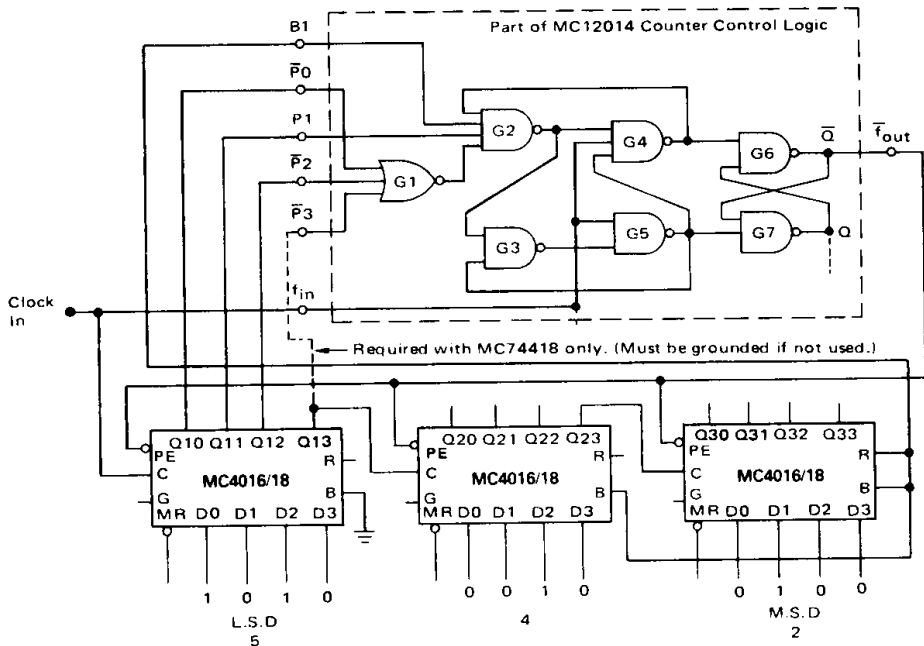 Part of MC12014 Counter Control Logic
B1
P̅0
P1
P̅2
P̅3
G1
G2
G3
G4
G5
G6
G7
Q̅
Q
f̅out
fin
Clock
In
Required with MC74418 only. (Must be grounded if not used.)
Q10 Q11 Q12 Q13
PE
R
C
MC4016/18
G
B
MR D0 D1 D2 D3
1 0 1 0
L.S.D
5
Q20 Q21 Q22 Q23
PE
R
C
MC4016/18
G
B
MR D0 D1 D2 D3
0 0 1 0
4
Q30 Q31 Q32 Q33
PE
R
C
MC4016/18
G
B
MR D0 D1 D2 D3
0 1 0 0
M.S.D
2